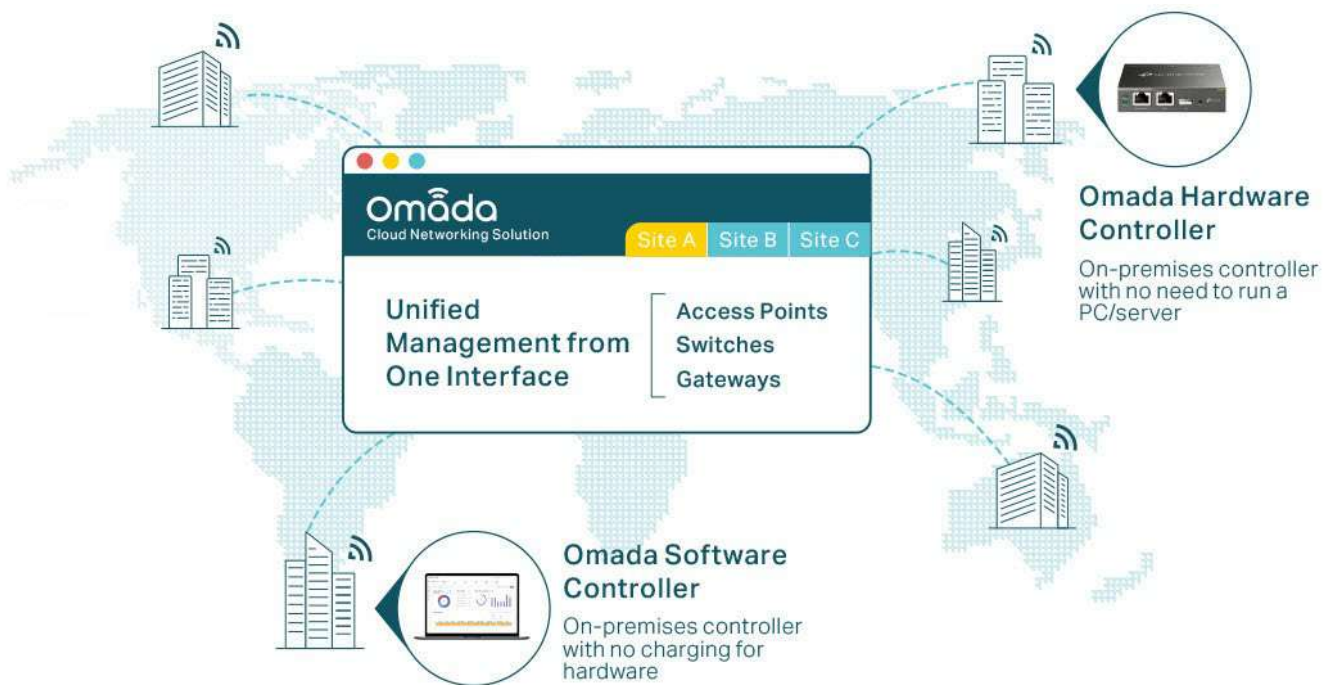 Omada
Cloud Networking Solution
Site A
Site B
Site C
Unified
Management from
One Interface
Access Points
Switches
Gateways
Omada Hardware
Controller
On-premises controller
with no need to run a
PC/server
Omada Software
Controller
On-premises controller
with no charging for
hardware